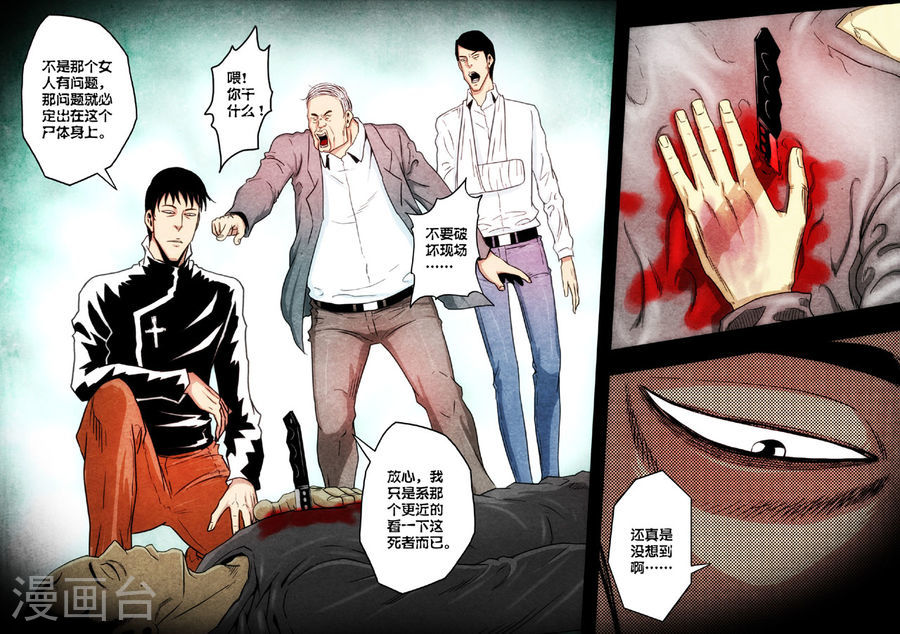 不是那个女
人有问题，
那问题就必
定出在这个
尸体身上。
喂！
你干
什么！
不要破
坏现场
……
放心，我
只是系那
个更近的
看一下这
死者而已。
还真是
没想到
啊……
漫画台